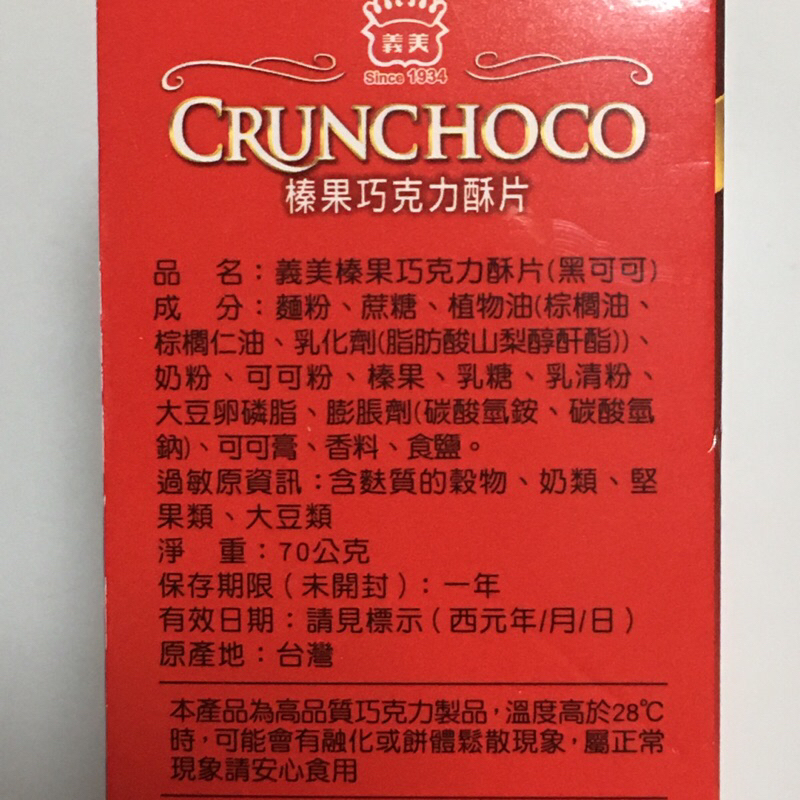 義美
Since 1934
CRUNCHOCO
榛果巧克力酥片
品　名：義美榛果巧克力酥片(黑可可)
成　分：麵粉、蔗糖、植物油(棕櫚油、
棕櫚仁油、乳化劑(脂肪酸山梨醇酐酯))、
奶粉、可可粉、榛果、乳糖、乳清粉、
大豆卵磷脂、膨脹劑(碳酸氫銨、碳酸氫
鈉)、可可膏、香料、食鹽。
過敏原資訊：含麩質的穀物、奶類、堅
果類、大豆類
淨　重：70公克
保存期限（未開封）：一年
有效日期：請見標示（西元年/月/日）
原產地：台灣
本產品為高品質巧克力製品，溫度高於28℃
時，可能會有融化或餅體鬆散現象，屬正常
現象請安心食用